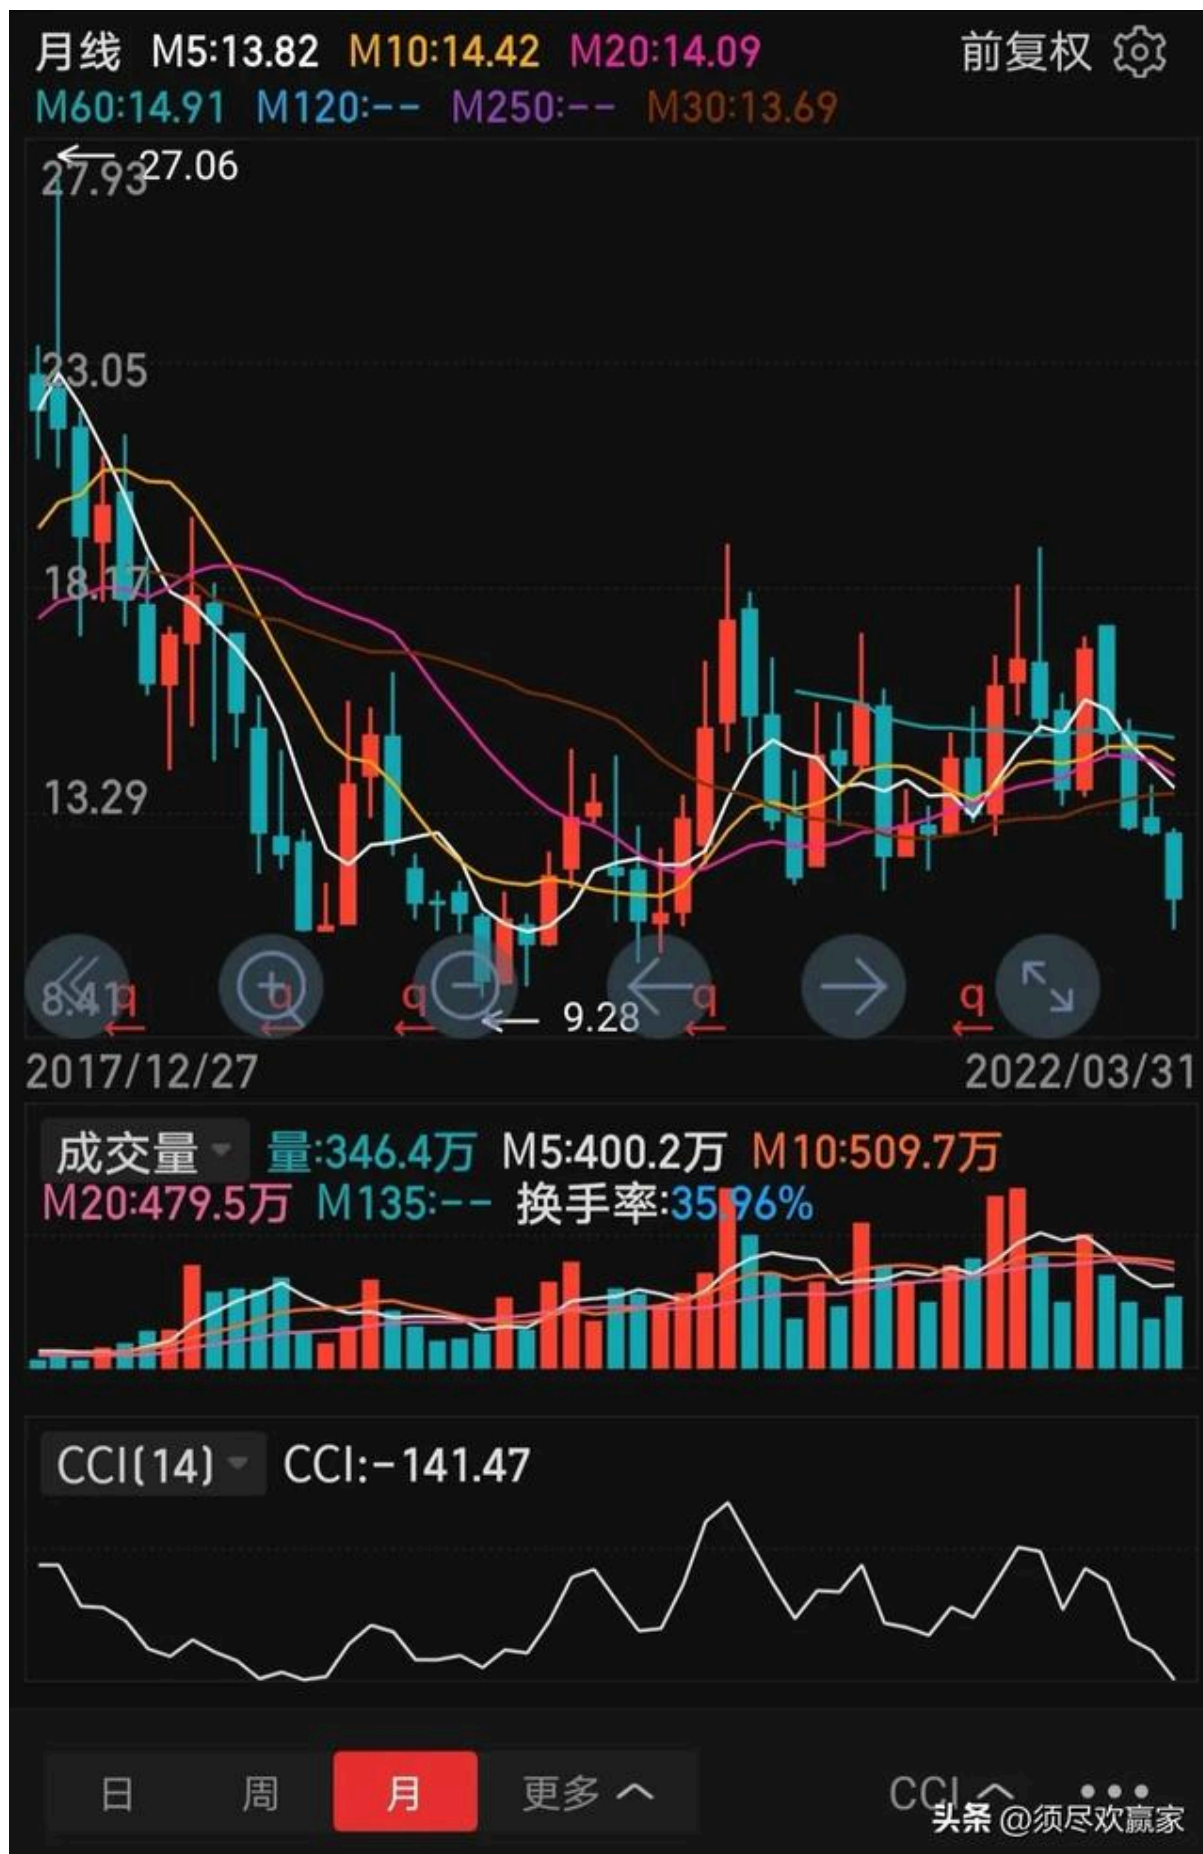 月线 M5:13.82 M10:14.42 M20:14.09 前复权
M60:14.91 M120:-- M250:-- M30:13.69
27.06
27.93
23.05
18.17
13.29
8.41 q q q q q
9.28
2017/12/27 2022/03/31
成交量 量:346.4万 M5:400.2万 M10:509.7万
M20:479.5万 M135:-- 换手率:35.96%
CCI(14) CCI:-141.47
日 周 月 更多 CCI
头条 @须尽欢赢家